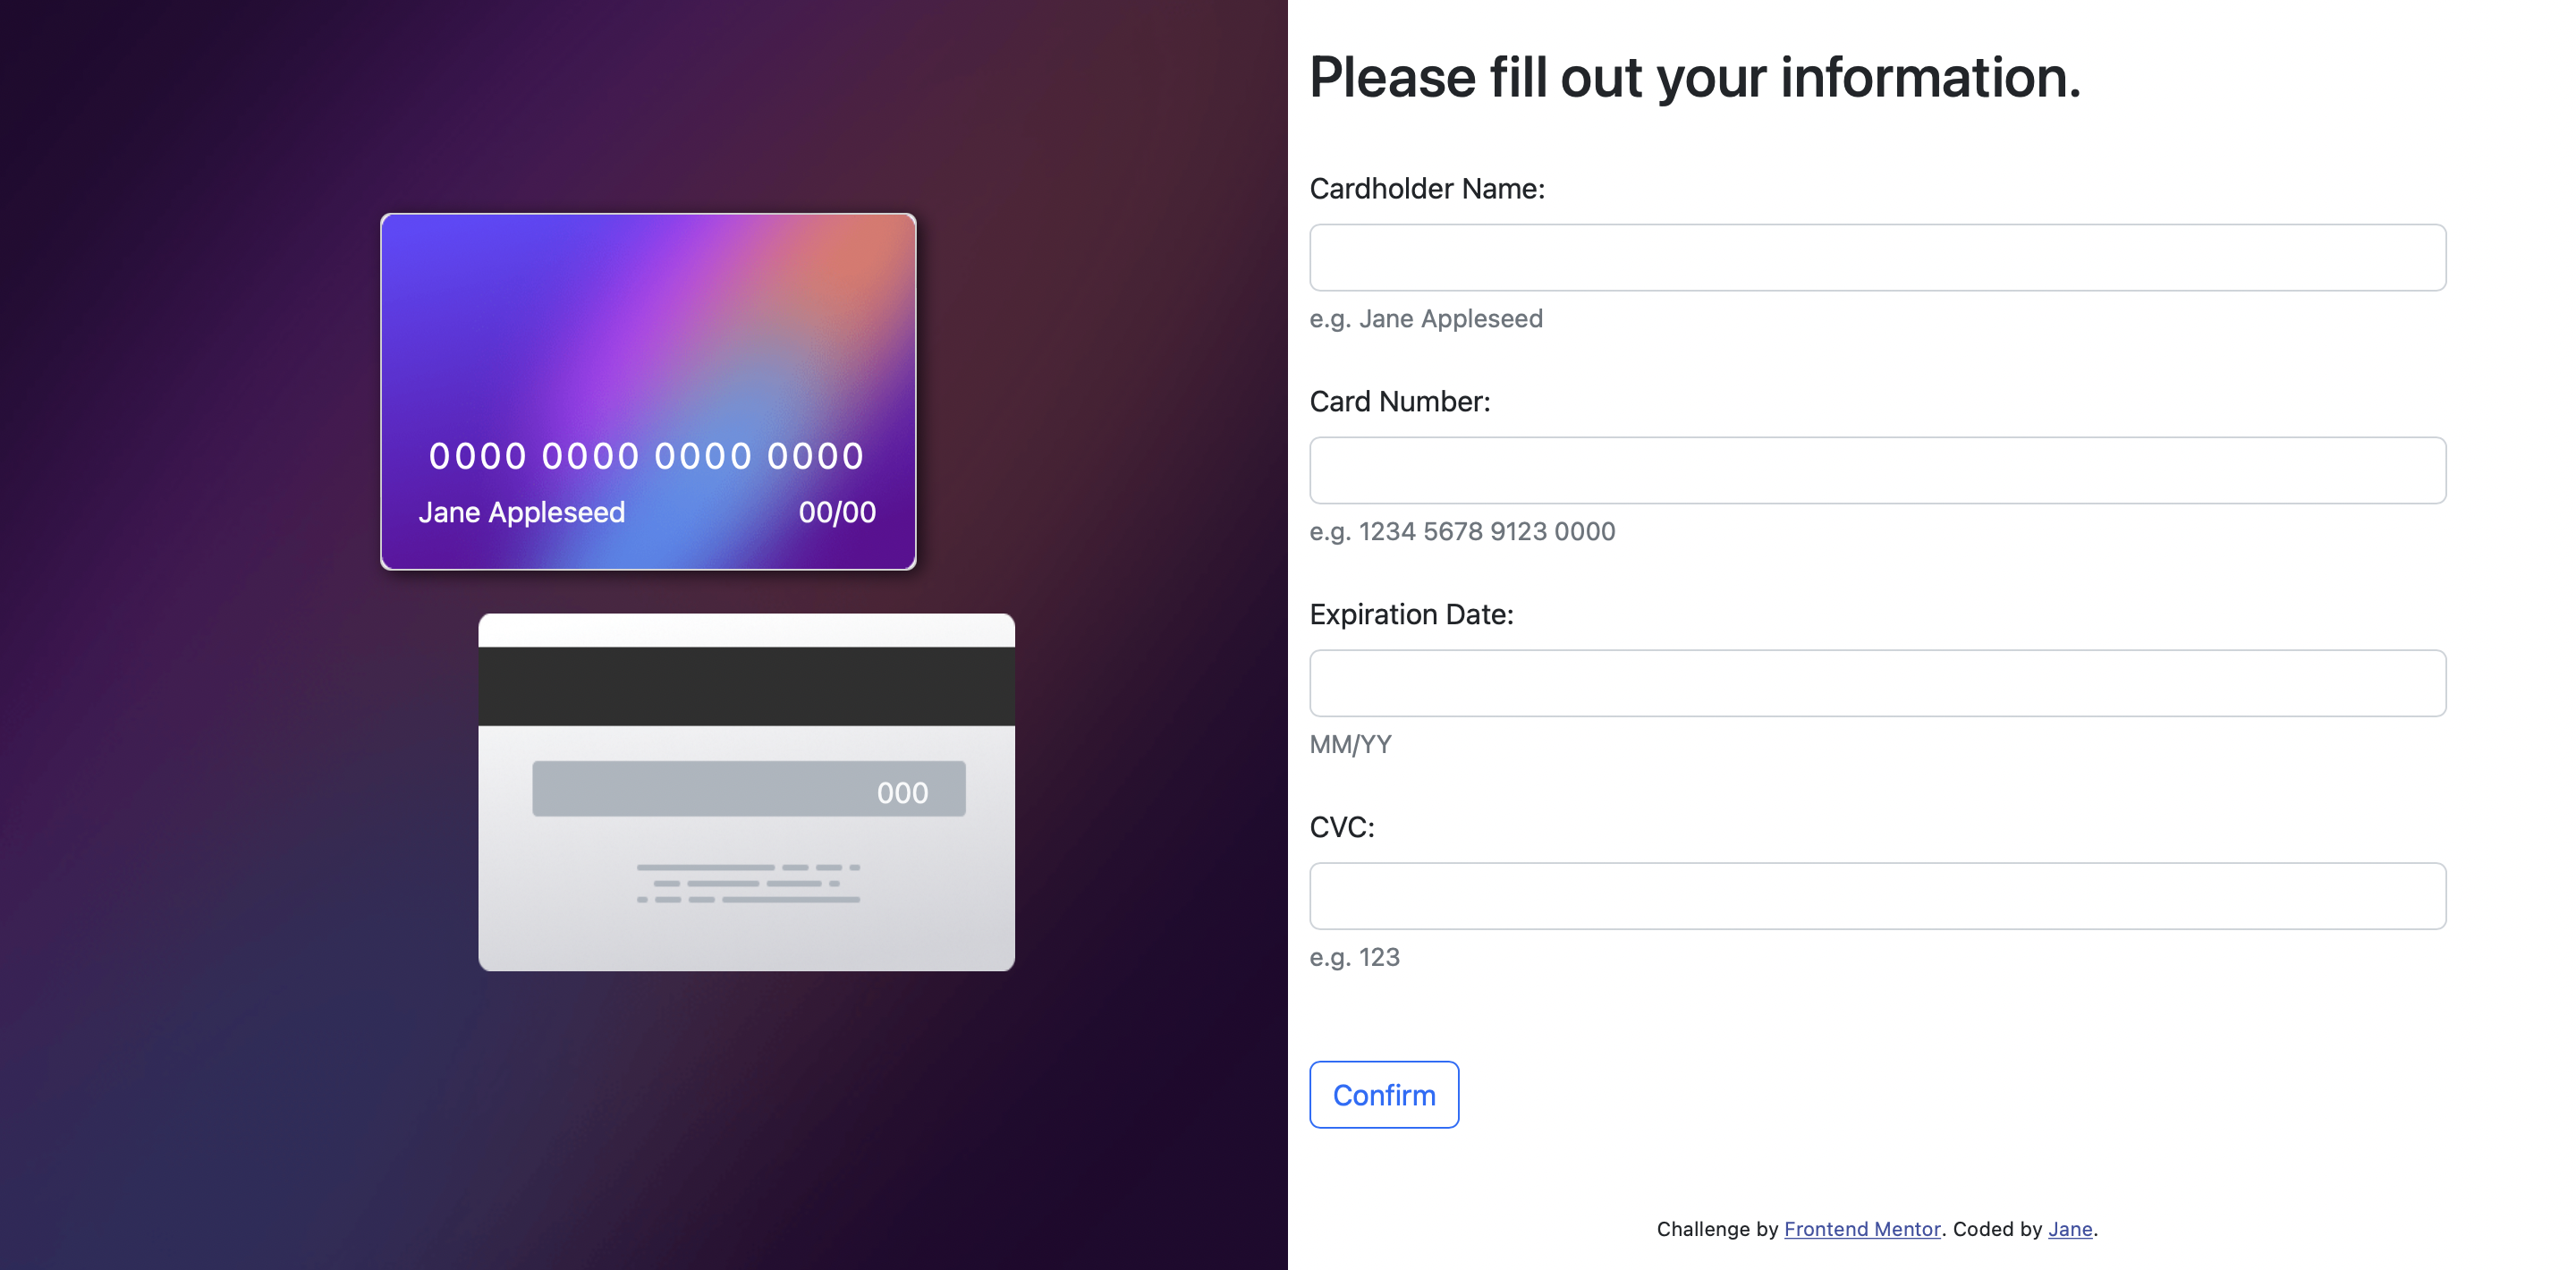 0000 0000 0000 0000
Jane Appleseed 00/00
000
Please fill out your information.
Cardholder Name:
e.g. Jane Appleseed
Card Number:
e.g. 1234 5678 9123 0000
Expiration Date:
MM/YY
CVC:
e.g. 123
Confirm
Challenge by Frontend Mentor. Coded by Jane.